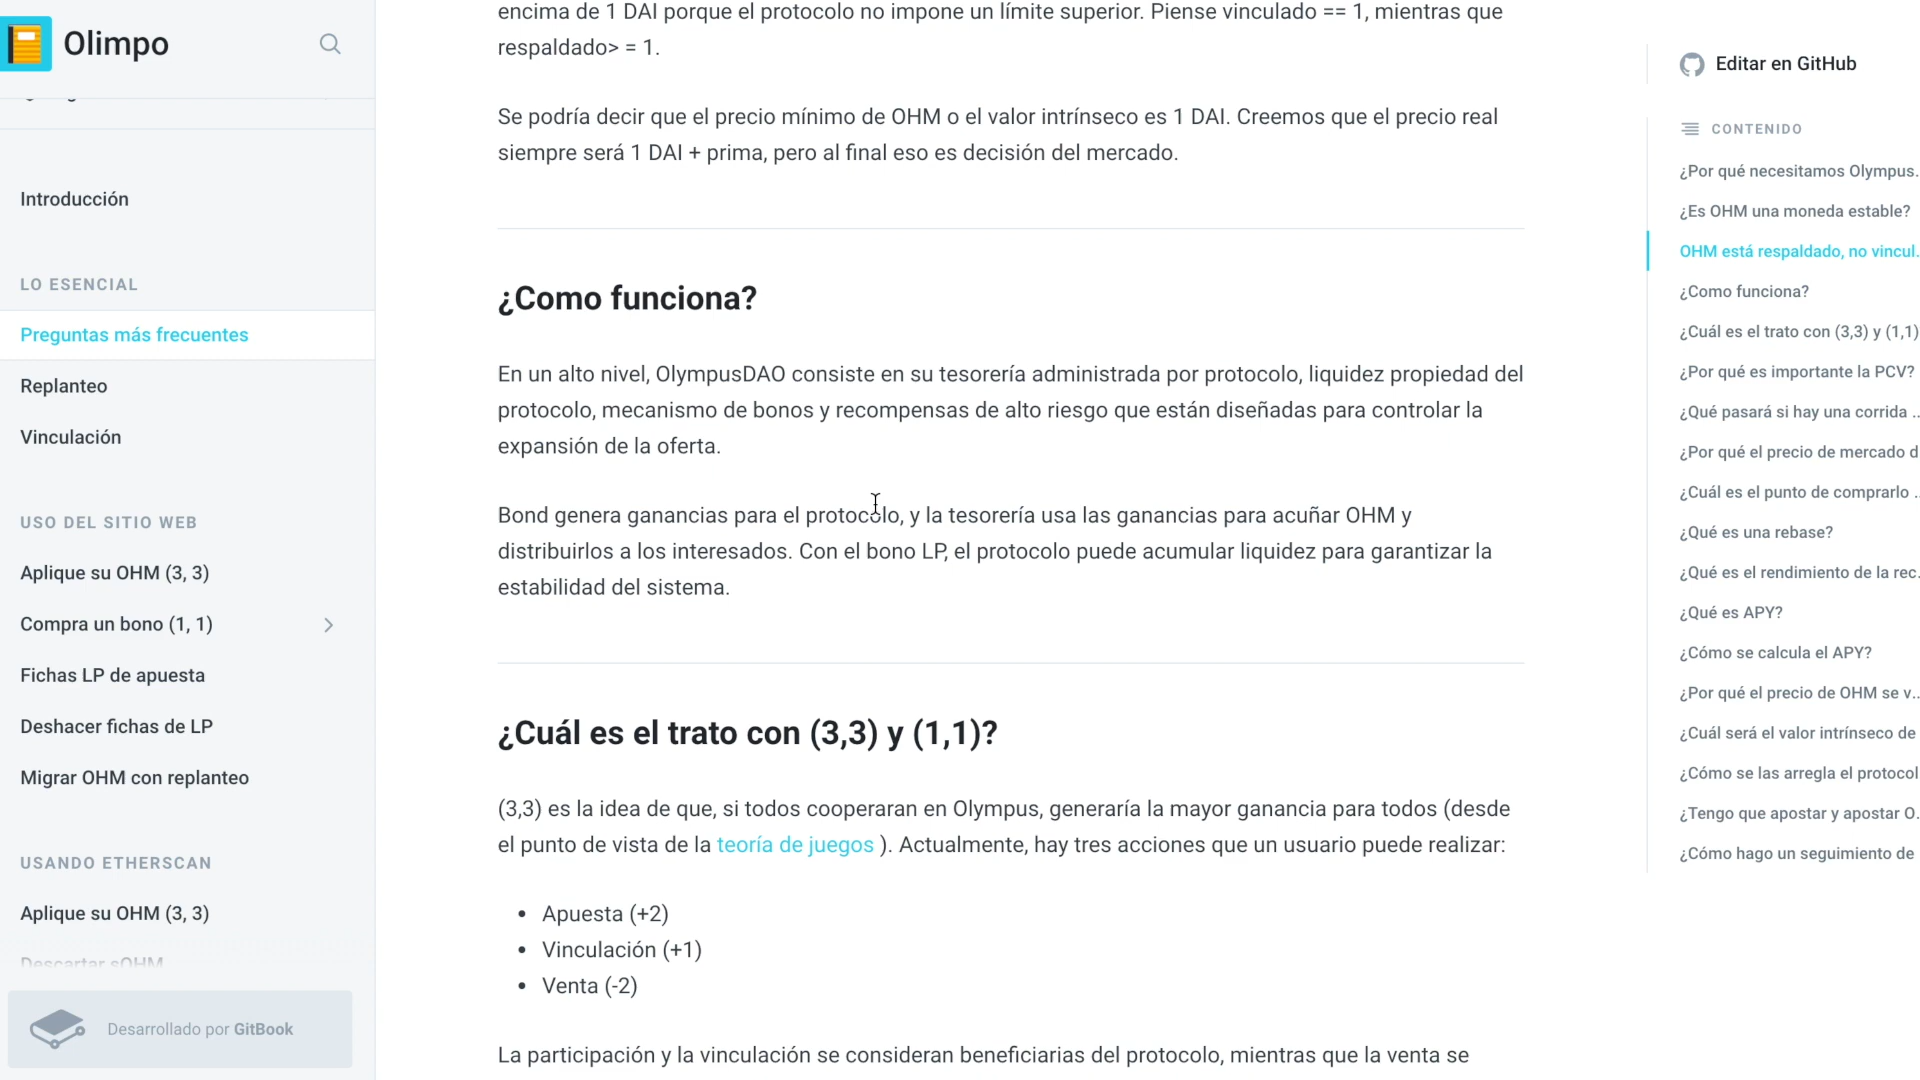 Olimpo
Introducción
LO ESENCIAL
Preguntas más frecuentes
Replanteo
Vinculación
USO DEL SITIO WEB
Aplique su OHM (3, 3)
Compra un bono (1, 1)
Fichas LP de apuesta
Deshacer fichas de LP
Migrar OHM con replanteo
USANDO ETHERSCAN
Aplique su OHM (3, 3)
Descartar sOHM
Desarrollado por GitBook
encima de 1 DAI porque el protocolo no impone un límite superior. Piense vinculado == 1, mientras que
respaldado> = 1.
Se podría decir que el precio mínimo de OHM o el valor intrínseco es 1 DAI. Creemos que el precio real
siempre será 1 DAI + prima, pero al final eso es decisión del mercado.
¿Como funciona?
En un alto nivel, OlympusDAO consiste en su tesorería administrada por protocolo, liquidez propiedad del
protocolo, mecanismo de bonos y recompensas de alto riesgo que están diseñadas para controlar la
expansión de la oferta.
Bond genera ganancias para el protocolo, y la tesorería usa las ganancias para acuñar OHM y
distribuirlos a los interesados. Con el bono LP, el protocolo puede acumular liquidez para garantizar la
estabilidad del sistema.
¿Cuál es el trato con (3,3) y (1,1)?
(3,3) es la idea de que, si todos cooperaran en Olympus, generaría la mayor ganancia para todos (desde
el punto de vista de la teoría de juegos ). Actualmente, hay tres acciones que un usuario puede realizar:
• Apuesta (+2)
• Vinculación (+1)
• Venta (-2)
La participación y la vinculación se consideran beneficiarias del protocolo, mientras que la venta se
Editar en GitHub
CONTENIDO
¿Por qué necesitamos Olympus.
¿Es OHM una moneda estable?
OHM está respaldado, no vincul.
¿Como funciona?
¿Cuál es el trato con (3,3) y (1,1)
¿Por qué es importante la PCV?
¿Qué pasará si hay una corrida ..
¿Por qué el precio de mercado d
¿Cuál es el punto de comprarlo ..
¿Qué es una rebase?
¿Qué es el rendimiento de la rec.
¿Qué es APY?
¿Cómo se calcula el APY?
¿Por qué el precio de OHM se v..
¿Cuál será el valor intrínseco de
¿Cómo se las arregla el protocol
¿Tengo que apostar y apostar O.
¿Cómo hago un seguimiento de